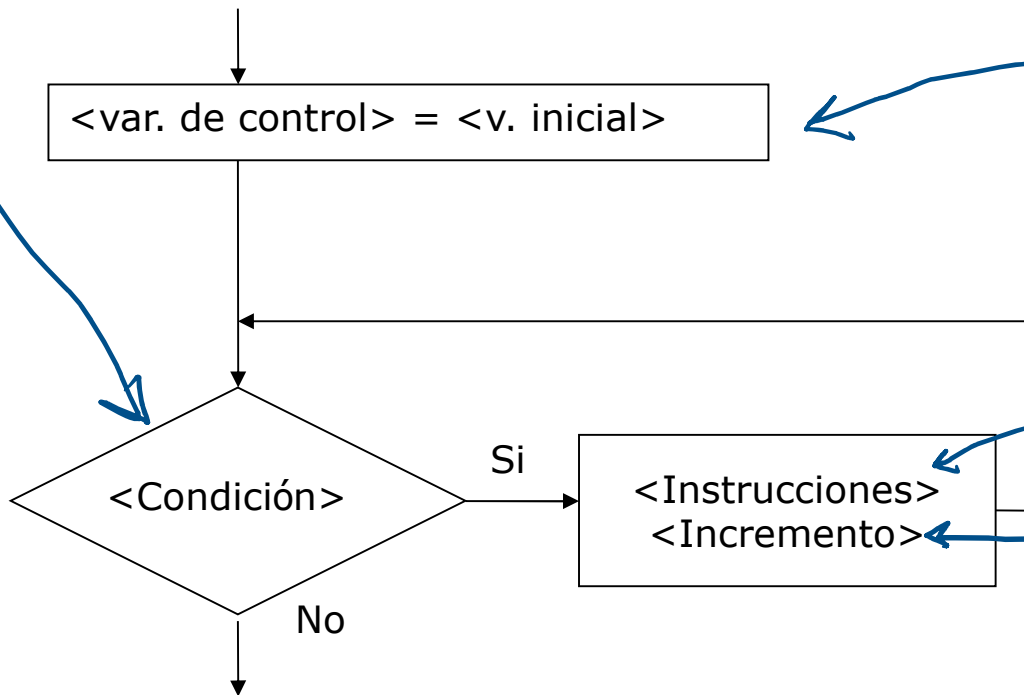 <var. de control> = <v. inicial>
Si
<Condición>
<Instrucciones>
<Incremento>
No